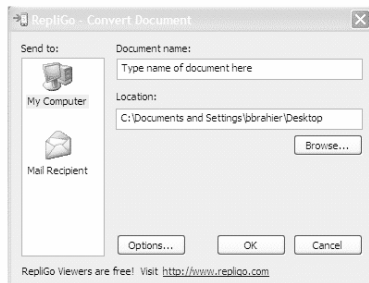 RepliGo - Convert Document
Send to:
My Computer
Mail Recipient
Document name:
Type name of document here
Location:
C:\Documents and Settings\pbrahier\Desktop
Browse...
Options...
OK
Cancel
RepliGo Viewers are free! Visit http://www.repligo.com